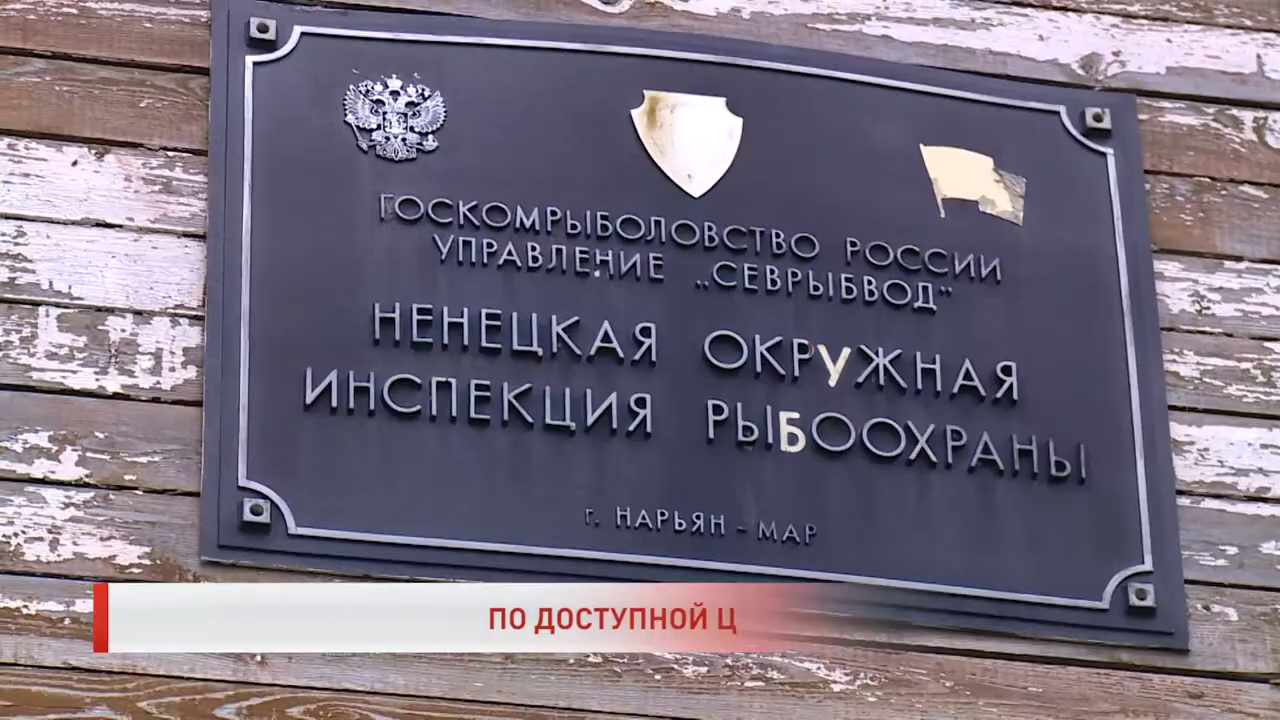 ГОСКОМРЫБОЛОВСТВО РОССИИ
УПРАВЛЕНИЕ „СЕВРЫБВОД"
НЕНЕЦКАЯ ОКРУЖНАЯ
ИНСПЕКЦИЯ РЫБООХРАНЫ
г. НАРЬЯН - МАР
ПО ДОСТУПНОЙ Ц